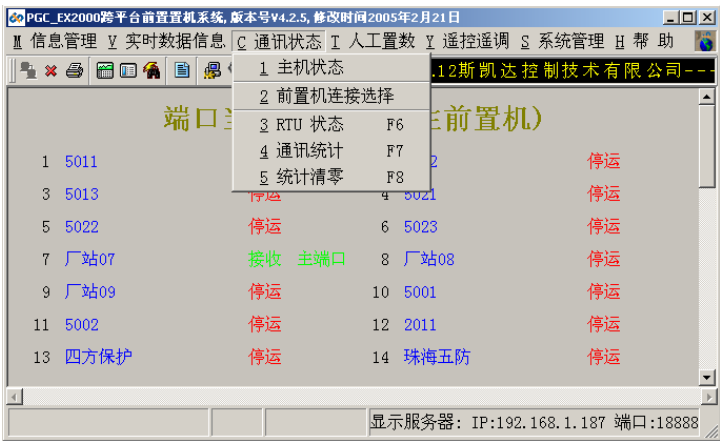 PGC_EX2000跨平台前置置机系统, 版本号V4.2.5, 修改时间2005年2月21日
M 信息管理 V 实时数据信息 C 通讯状态 T 人工置数 Y 遥控遥调 S 系统管理 H 帮 助
.12斯凯达控制技术有限公司---
1 主机状态
2 前置机连接选择
3 RTU 状态 F6
4 通讯统计 F7
5 统计清零 F8
端口 前置机)
1 5011 2 停运
3 5013 停运 4 5021 停运
5 5022 停运 6 5023 停运
7 厂站07 接收 主端口 8 厂站08 停运
9 厂站09 停运 10 5001 停运
11 5002 停运 12 2011 停运
13 四方保护 停运 14 珠海五防 停运
显示服务器: IP:192.168.1.187 端口:18888